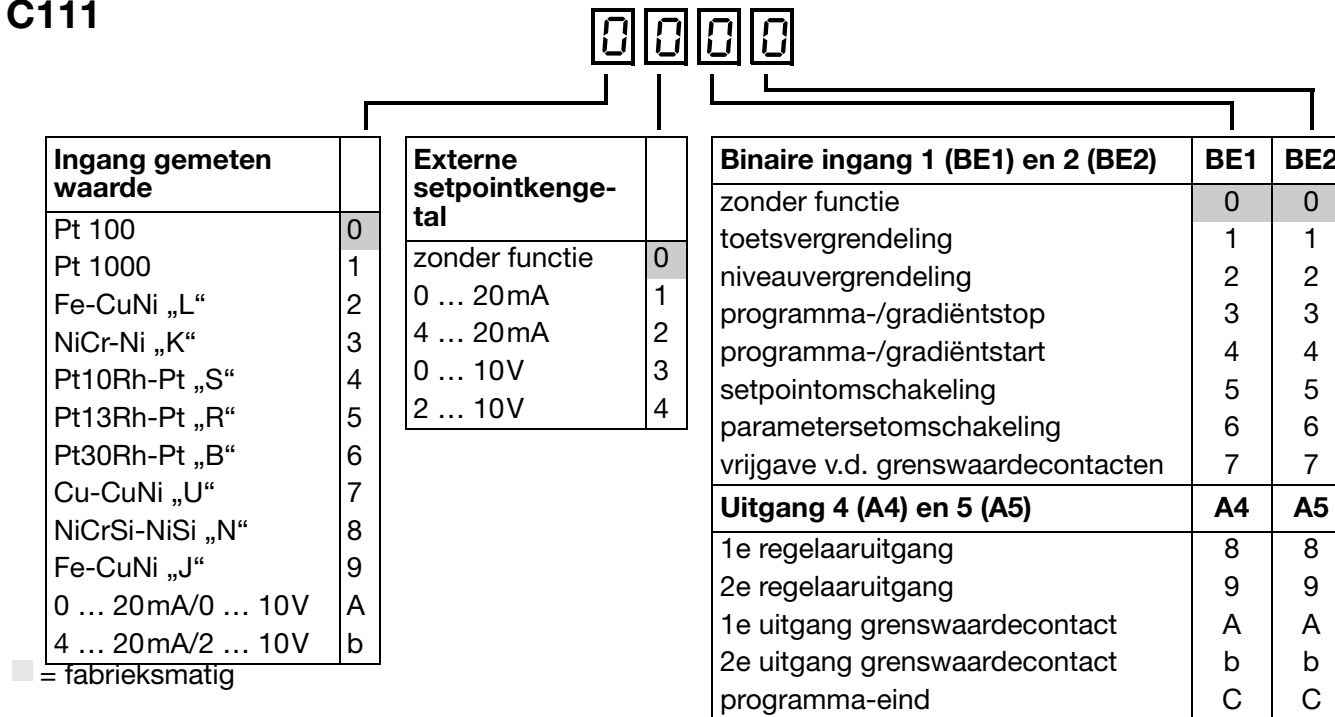 C111
0 0 0 0
Ingang gemeten
waarde
Pt 100 0
Pt 1000 1
Fe-CuNi „L“ 2
NiCr-Ni „K“ 3
Pt10Rh-Pt „S“ 4
Pt13Rh-Pt „R“ 5
Pt30Rh-Pt „B“ 6
Cu-CuNi „U“ 7
NiCrSi-NiSi „N“ 8
Fe-CuNi „J“ 9
0 … 20mA/0 … 10V A
4 … 20mA/2 … 10V b
= fabrieksmatig
Externe
setpointkenge-
tal
zonder functie 0
0 … 20mA 1
4 … 20mA 2
0 … 10V 3
2 … 10V 4
Binaire ingang 1 (BE1) en 2 (BE2) BE1 BE2
zonder functie 0 0
toetsvergrendeling 1 1
niveauvergrendeling 2 2
programma-/gradiëntstop 3 3
programma-/gradiëntstart 4 4
setpointomschakeling 5 5
parametersetomschakeling 6 6
vrijgave v.d. grenswaardecontacten 7 7
Uitgang 4 (A4) en 5 (A5) A4 A5
1e regelaaruitgang 8 8
2e regelaaruitgang 9 9
1e uitgang grenswaardecontact A A
2e uitgang grenswaardecontact b b
programma-eind C C